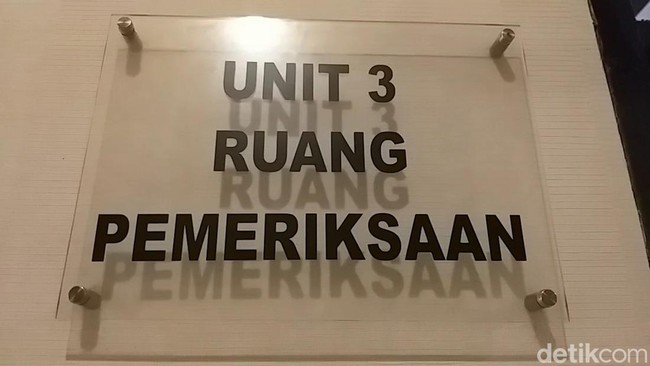 UNIT 3
RUANG
PEMERIKSAAN
detikcom